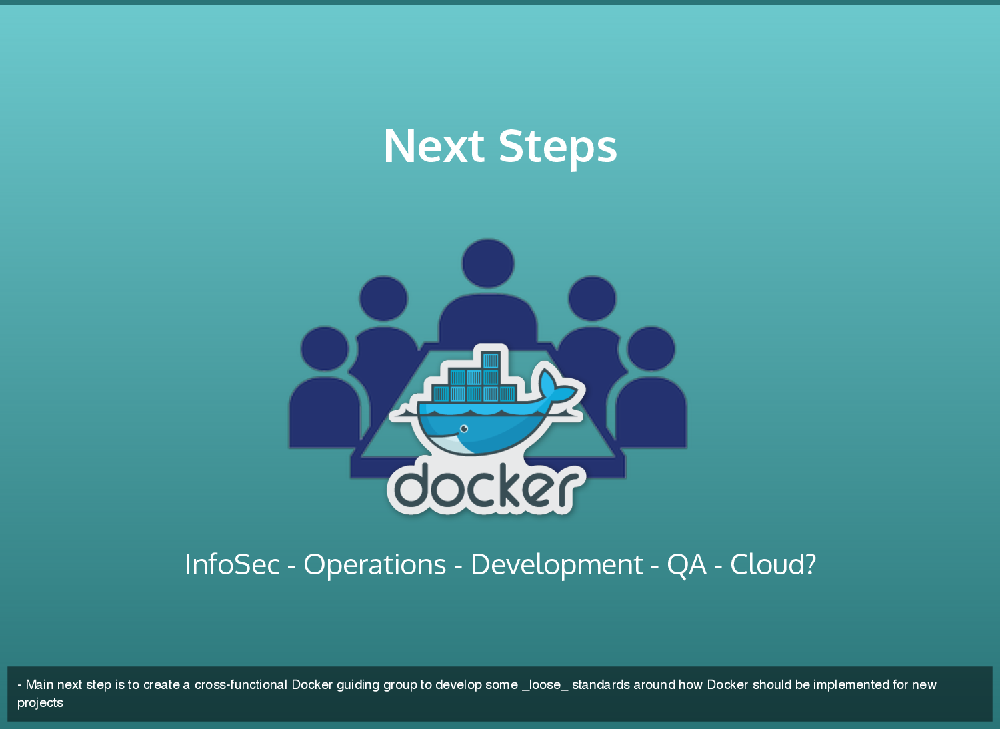 Next Steps
docker
InfoSec - Operations - Development - QA - Cloud?
- Main next step is to create a cross-functional Docker guiding group to develop some _loose_ standards around how Docker should be implemented for new
projects